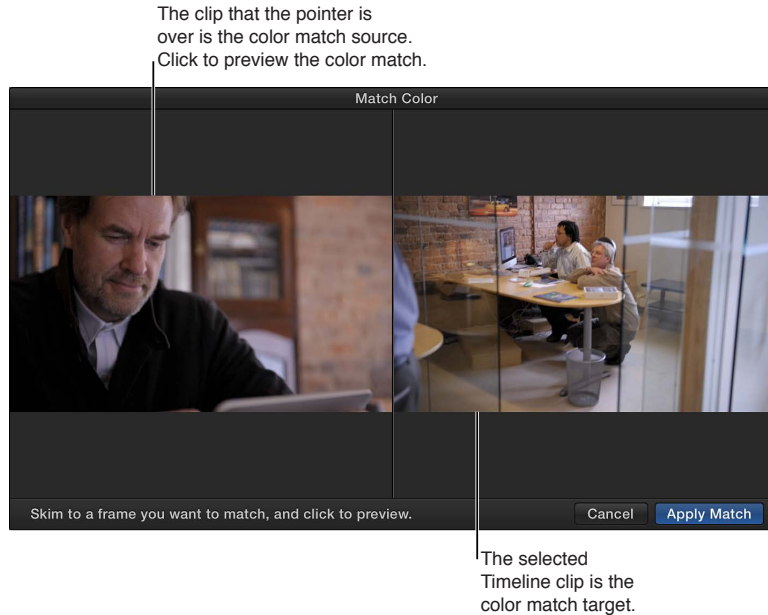 The clip that the pointer is
over is the color match source.
Click to preview the color match.
Match Color
Skim to a frame you want to match, and click to preview.
Cancel
Apply Match
The selected
Timeline clip is the
color match target.